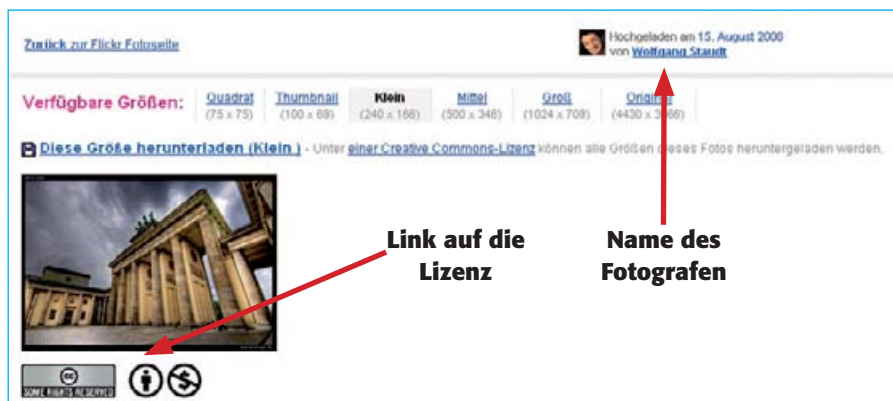 Zurück zur Flickr Fotoseite
Hochgeladen am 15. August 2008
von Wolfgang Staudt
Verfügbare Größen:
Quadrat Thumbnail Klein Mittel Groß Original
(75 x 75) (100 x 69) (240 x 166) (500 x 346) (1024 x 708)
Diese Größe herunterladen (Klein ) - Unter einer Creative Commons-Lizenz können alle Größen dieses Fotos heruntergeladen werden.
Link auf die
Lizenz
Name des
Fotografen
cc
SOME RIGHTS RESERVED